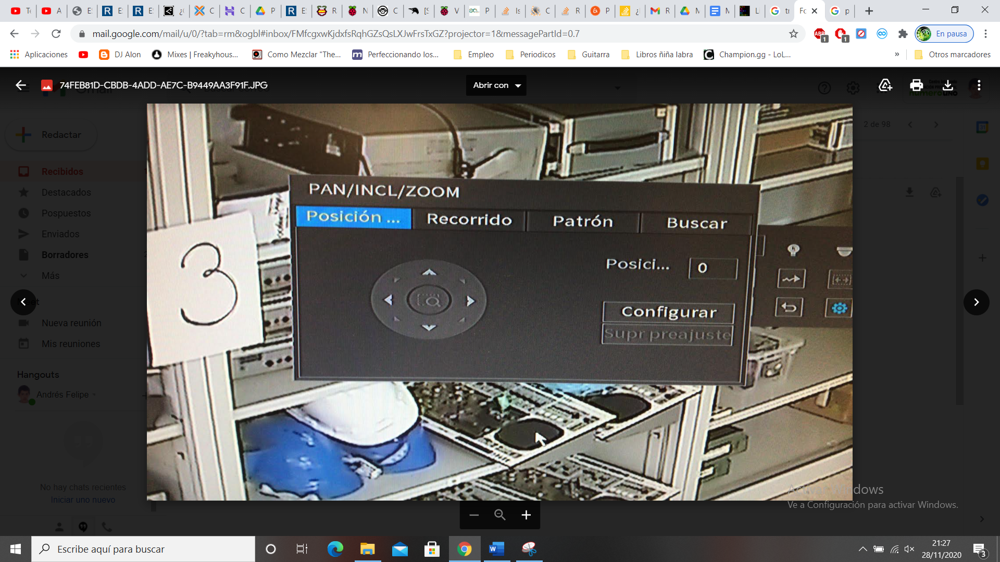 mail.google.com/mail/u/0/?tab=rm&ogbl#inbox/FMfcgxwKjdxfsRqhGZsQsLXJwFrsTxGZ?projector=1&messagePartId=0.7
En pausa
Aplicaciones
DJ Alon
Mixes | Freakyhous...
Como Mezclar "The...
Perfeccionando los...
Empleo
Periodicos
Guitarra
Libros ñiña labra
Champion.gg - LoL...
»
Otros marcadores
74FEB81D-CBDB-4ADD-AE7C-B9449AA3F91F.JPG
Abrir con
2 de 98
Redactar
Recibidos
Destacados
Pospuestos
Enviados
Borradores
Más
Nueva reunión
Mis reuniones
Hangouts
Andrés Felipe
No hay chats recientes
Iniciar uno nuevo
3
PAN/INCL/ZOOM
Posición ...
Recorrido
Patrón
Buscar
Posici...
0
Configurar
Supr preajuste
Ve a Configuración para activar Windows.
Escribe aquí para buscar
21:27
28/11/2020
3